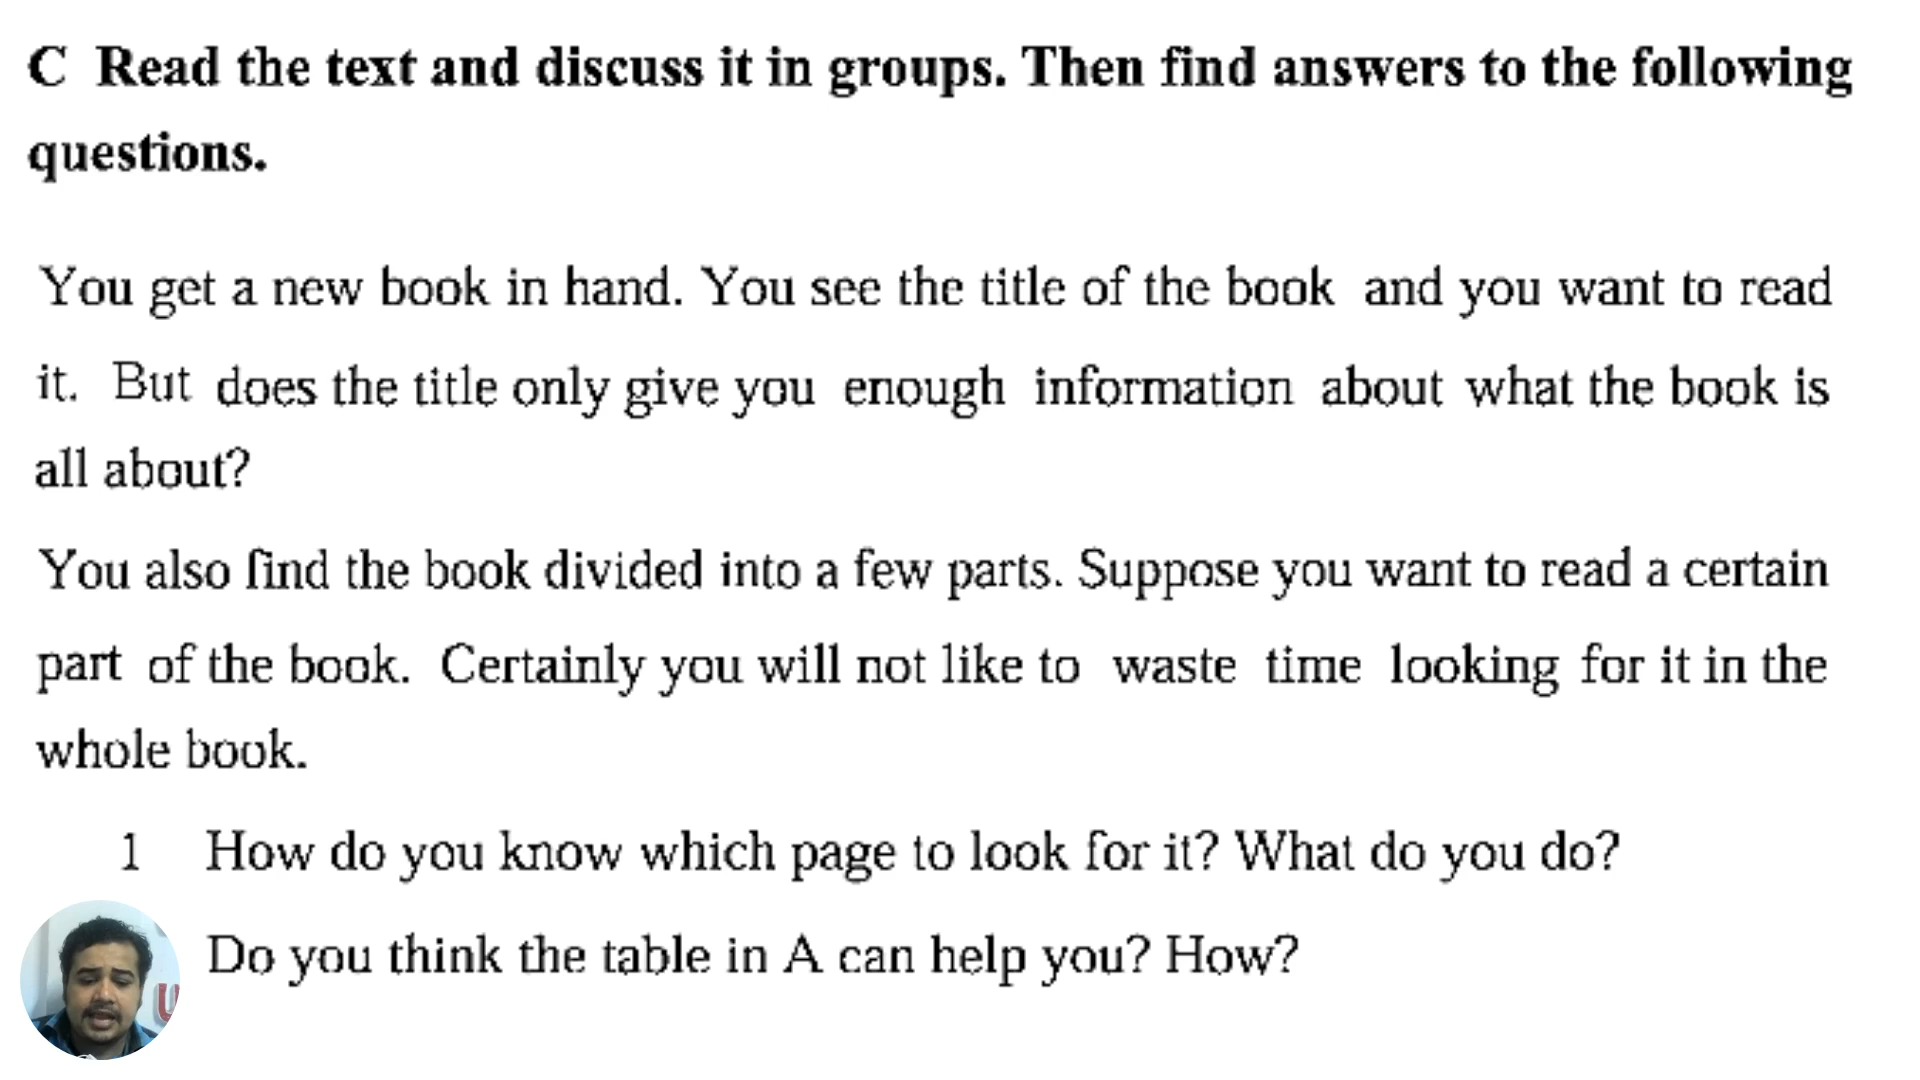 C Read the text and discuss it in groups. Then find answers to the following
questions.
You get a new book in hand. You see the title of the book and you want to read
it. But does the title only give you enough information about what the book is
all about?
You also find the book divided into a few parts. Suppose you want to read a certain
part of the book. Certainly you will not like to waste time looking for it in the
whole book.
1 How do you know which page to look for it? What do you do?
Do you think the table in A can help you? How?
U